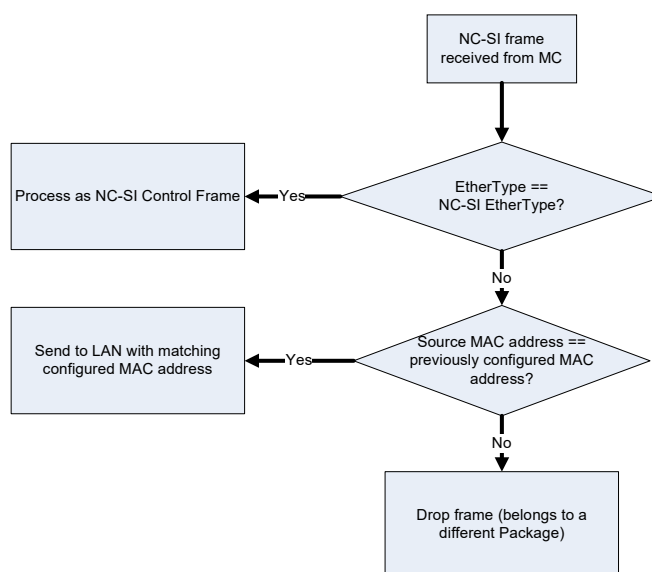 NC-SI frame
received from MC
EtherType ==
NC-SI EtherType?
Yes
Process as NC-SI Control Frame
No
Source MAC address ==
previously configured MAC
address?
Yes
Send to LAN with matching
configured MAC address
No
Drop frame (belongs to a
different Package)